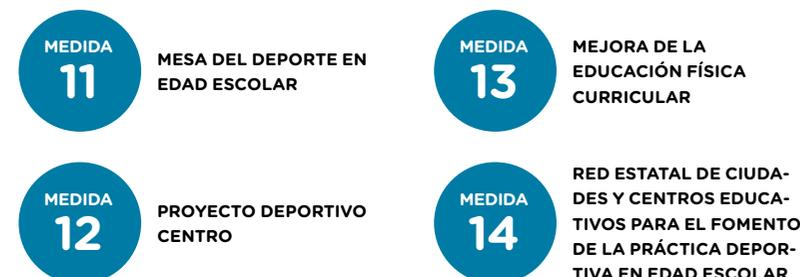 MEDIDA
11
MESA DEL DEPORTE EN
EDAD ESCOLAR
MEDIDA
12
PROYECTO DEPORTIVO
CENTRO
MEDIDA
13
MEJORA DE LA
EDUCACIÓN FÍSICA
CURRICULAR
MEDIDA
14
RED ESTATAL DE CIUDA-
DES Y CENTROS EDUCA-
TIVOS PARA EL FOMENTO
DE LA PRÁCTICA DEPOR-
TIVA EN EDAD ESCOLAR